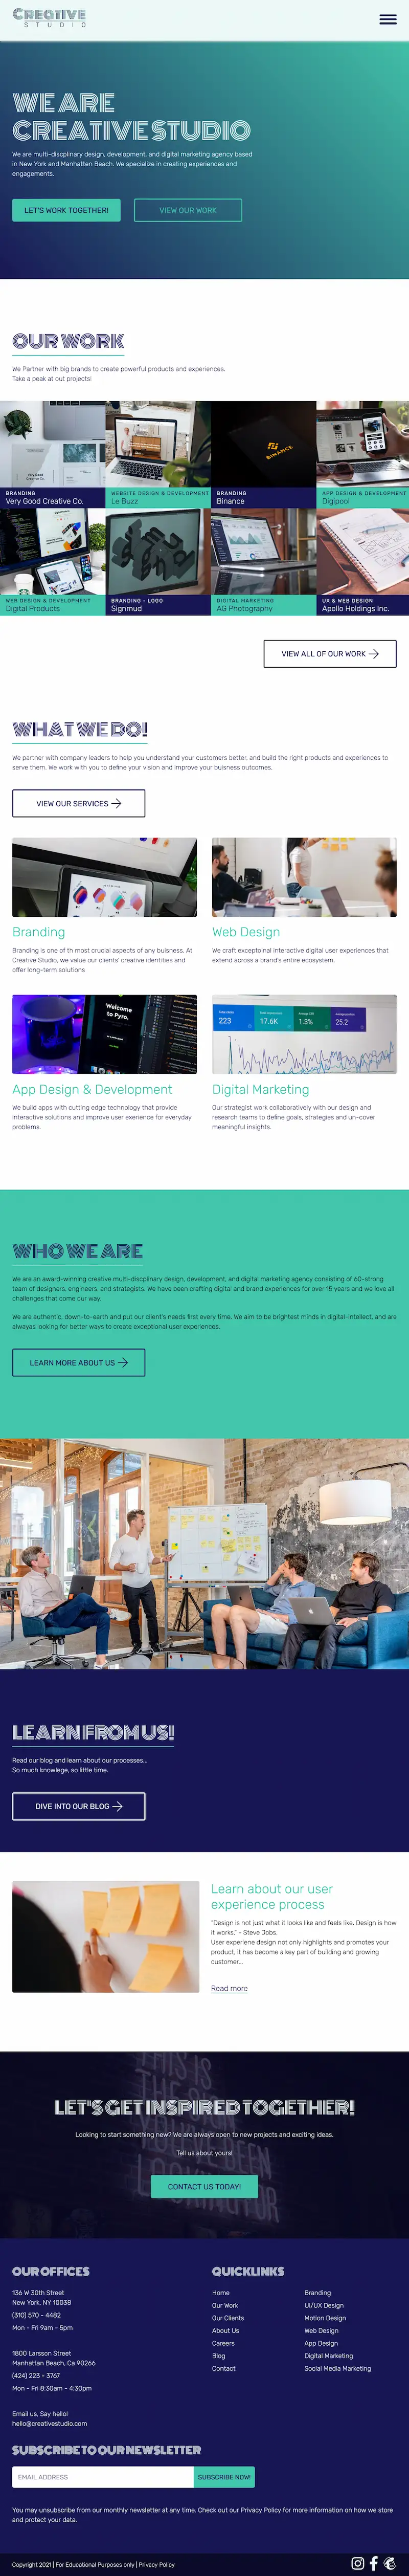 CREATIVE
STUDIO
WE ARE
CREATIVE STUDIO
We are multi-discplinary design, development, and digital marketing agency based
in New York and Manhatten Beach. We specialize in creating experiences and
engagements.
LET'S WORK TOGETHER!
VIEW OUR WORK
OUR WORK
We Partner with big brands to create powerful products and experiences.
Take a peak at out projects!
BINANCE
BRANDING
Very Good Creative Co.
WEBSITE DESIGN & DEVELOPMENT
Le Buzz
BRANDING
Binance
APP DESIGN & DEVELOPMENT
Digipool
WEB DESIGN & DEVELOPMENT
Digital Products
BRANDING - LOGO
Signmud
DIGITAL MARKETING
AG Photography
UX & WEB DESIGN
Apollo Holdings Inc.
VIEW ALL OF OUR WORK
WHAT WE DO!
We partner with company leaders to help you understand your customers better, and build the right products and experiences to
serve them. We work with you to define your vision and improve your business outcomes.
VIEW OUR SERVICES
Branding
Branding is one of th most crucial aspects of any buisness. At
Creative Studio, we value our clients' creative identities and
offer long-term solutions
Web Design
We craft exceptoinal interactive digital user experiences that
extend across a brand's entire ecosystem.
Welcome
to Pyro.
223
17.6K
1.3%
25.2
App Design & Development
We build apps with cutting edge technology that provide
interactive solutions and improve user exerience for everyday
problems.
Digital Marketing
Our strategist work collaboratively with our design and
research teams to define goals, strategies and un-cover
meaningful insights.
WHO WE ARE
We are an award-winning creative multi-discplinary design, development, and digital marketing agency consisting of 60-strong
team of designers, engineers, and strategists. We have been crafting digital and brand experiences for over 15 years and we love all
challenges that come our way.
We are authentic, down-to-earth and put our client's needs first every time. We aim to be brightest minds in digital-intellect, and are
alwayas looking for better ways to create exceptional user experiences.
LEARN MORE ABOUT US
LEARN FROM US!
Read our blog and learn about our processes...
So much knowlege, so little time.
DIVE INTO OUR BLOG
Learn about our user
experience process
"Design is not just what it looks like and feels like. Design is how
it works." - Steve Jobs.
User experiene design not only highlights and promotes your
product, it has become a key part of building and growing
customer...
Read more
LET'S GET INSPIRED TOGETHER!
Looking to start something new? We are always open to new projects and exciting ideas.
Tell us about yours!
CONTACT US TODAY!
OUR OFFICES
136 W 30th Street
New York, NY 10038
(310) 570 - 4482
Mon - Fri 9am - 5pm
1800 Larsson Street
Manhattan Beach, Ca 90266
(424) 223 - 3767
Mon - Fri 8:30am - 4:30pm
Email us, Say hello!
hello@creativestudio.com
QUICKLINKS
Home
Our Work
Our Clients
About Us
Careers
Blog
Contact
Branding
UI/UX Design
Motion Design
Web Design
App Design
Digital Marketing
Social Media Marketing
SUBSCRIBE TO OUR NEWSLETTER
EMAIL ADDRESS
SUBSCRIBE NOW!
You may unsubscribe from our monthly newsletter at any time. Check out our Privacy Policy for more information on how we store
and protect your data.
Copyright 2021 | For Educational Purposes only | Privacy Policy